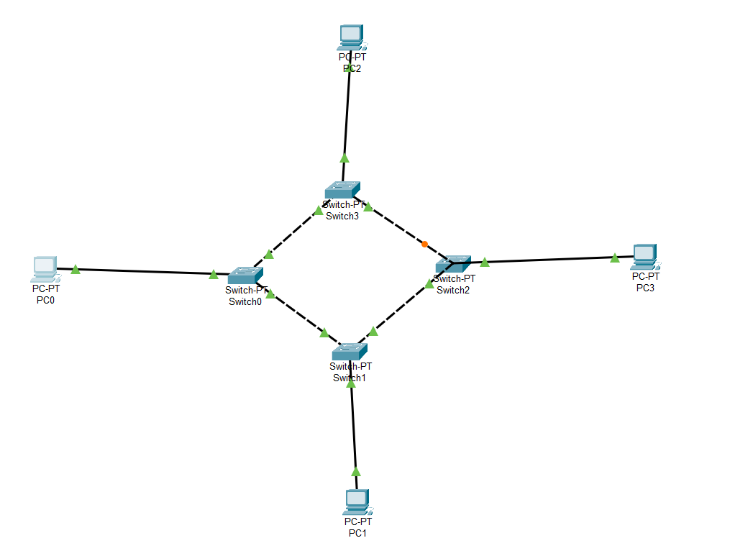 PC-PT
PC2
Switch-PT
Switch3
PC-PT
PC0
Switch-PT
Switch0
Switch-PT
Switch2
PC-PT
PC3
Switch-PT
Switch1
PC-PT
PC1